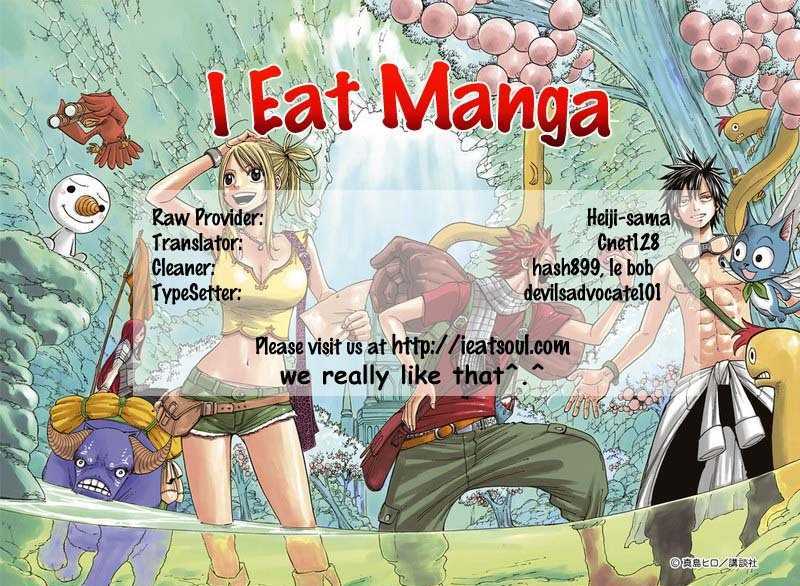 I Eat Manga
Raw Provider: Heiji-sama
Translator: Cnet128
Cleaner: hash899, le bob
TypeSetter: devilsadvocate101
Please visit us at http://ieatsoul.com
we really like that^.^
©真島ヒロ/講談社